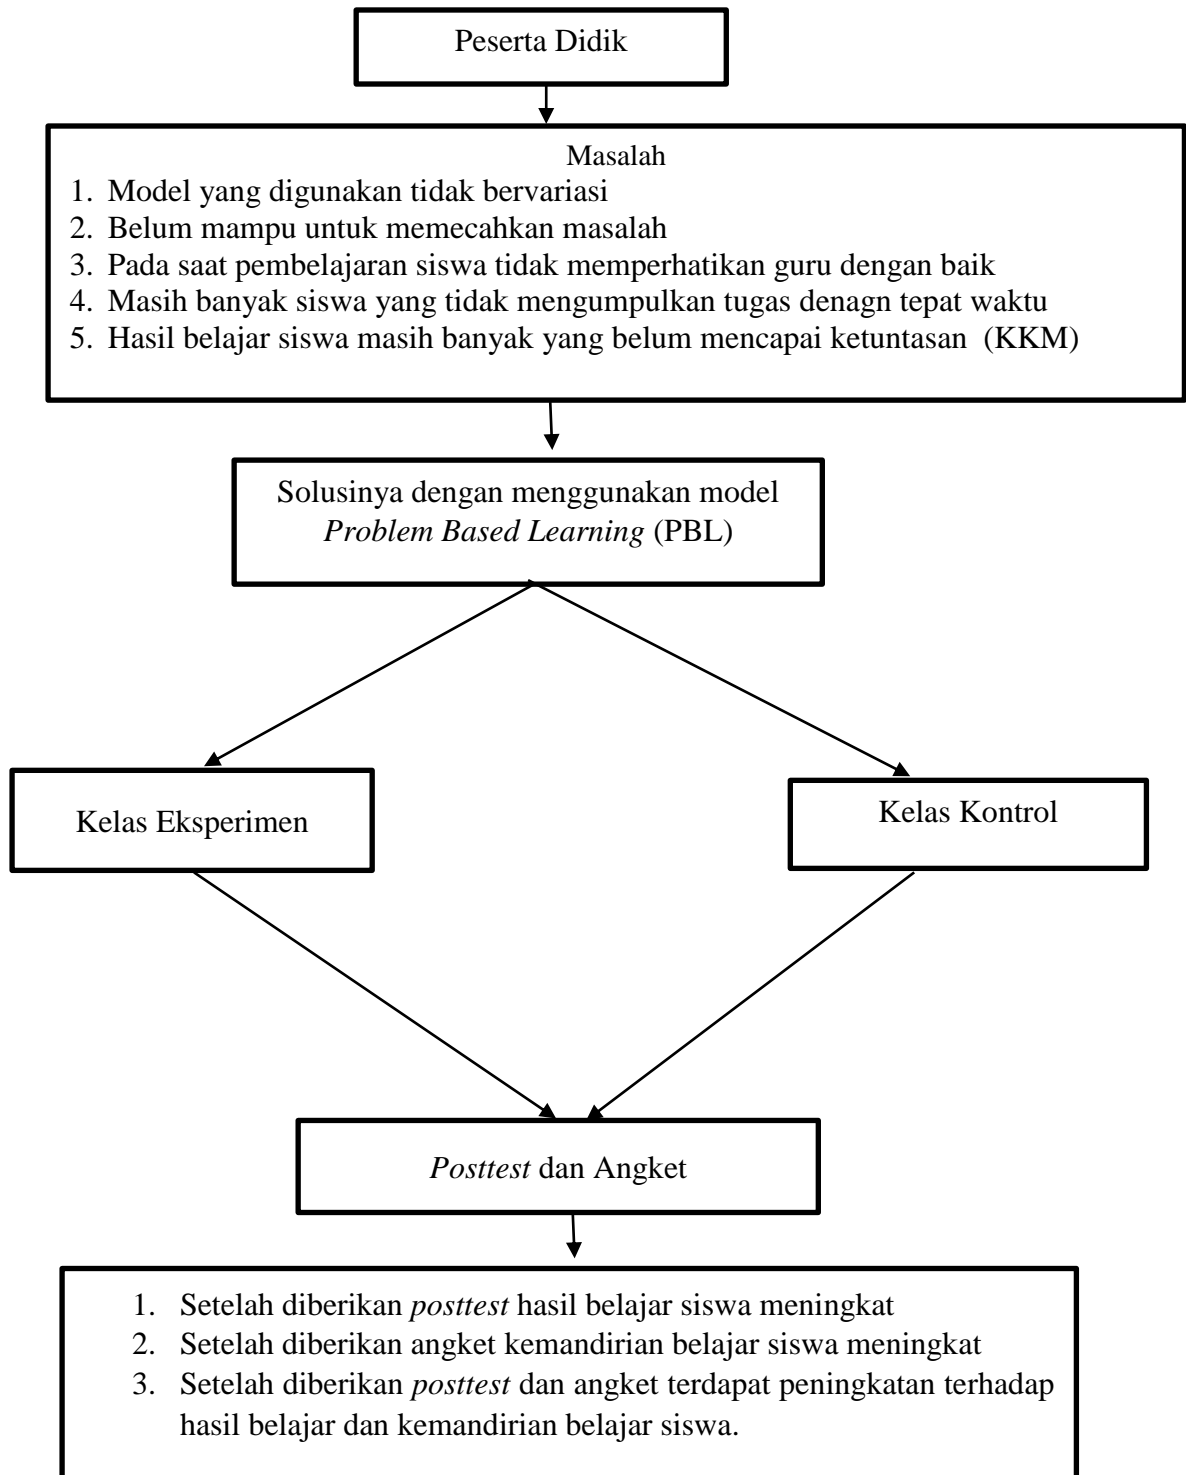 Peserta Didik
Masalah
1. Model yang digunakan tidak bervariasi
2. Belum mampu untuk memecahkan masalah
3. Pada saat pembelajaran siswa tidak memperhatikan guru dengan baik
4. Masih banyak siswa yang tidak mengumpulkan tugas denagn tepat waktu
5. Hasil belajar siswa masih banyak yang belum mencapai ketuntasan  (KKM)
Solusinya dengan menggunakan model
Problem Based Learning (PBL)
Kelas Eksperimen
Kelas Kontrol
Posttest dan Angket
1. Setelah diberikan posttest hasil belajar siswa meningkat
2. Setelah diberikan angket kemandirian belajar siswa meningkat
3. Setelah diberikan posttest dan angket terdapat peningkatan terhadap
hasil belajar dan kemandirian belajar siswa.